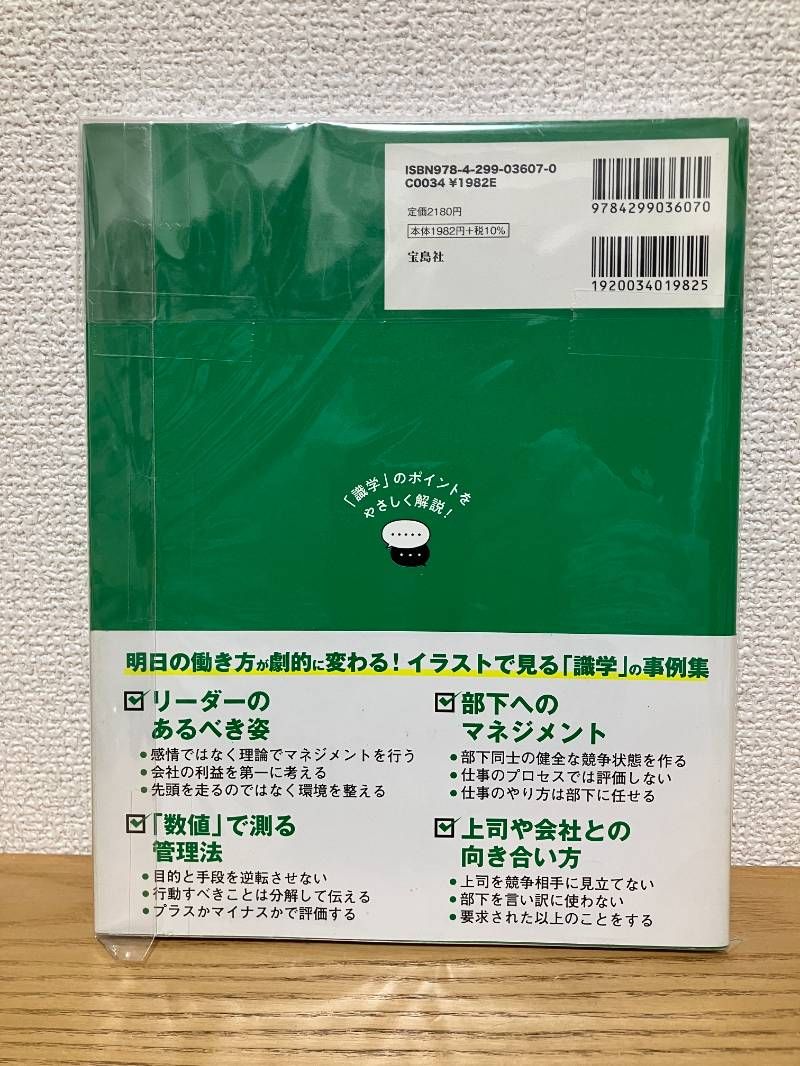 ISBN978-4-299-03607-0
C0034 ¥1982E
定価2180円
本体1982円+税10%
宝島社
9784299036070
1920034019825
「識学」のポイントを
やさしく解説!
明日の働き方が劇的に変わる!イラストで見る「識学」の事例集
リーダーの
あるべき姿
●感情ではなく理論でマネジメントを行う
●会社の利益を第一に考える
●先頭を走るのではなく環境を整える
部下への
マネジメント
●部下同士の健全な競争状態を作る
●仕事のプロセスでは評価しない
●仕事のやり方は部下に任せる
「数値」で測る
管理法
●目的と手段を逆転させない
●行動すべきことは分解して伝える
●プラスかマイナスかで評価する
上司や会社との
向き合い方
●上司を競争相手に見立てない
●部下を言い訳に使わない
●要求された以上のことをする